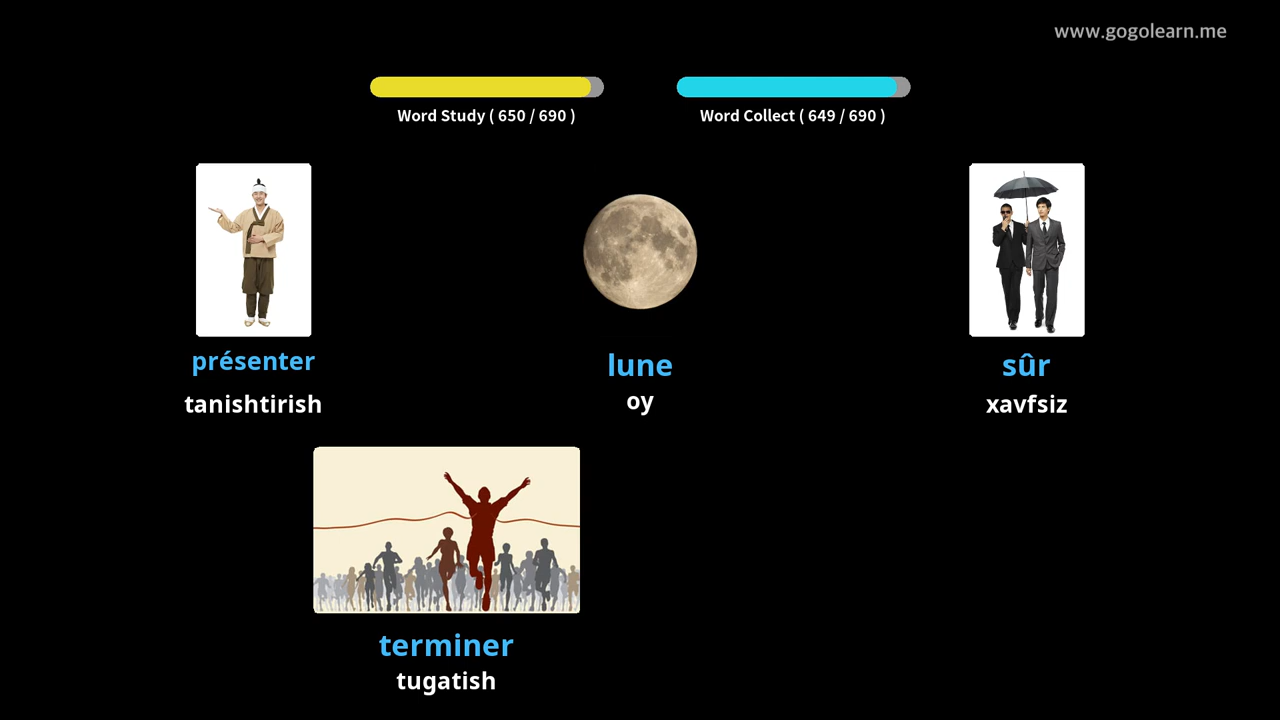 www.gogolearn.me
Word Study ( 650 / 690 )
Word Collect ( 649 / 690 )
présenter
tanishtirish
lune
oy
sûr
xavfsiz
terminer
tugatish